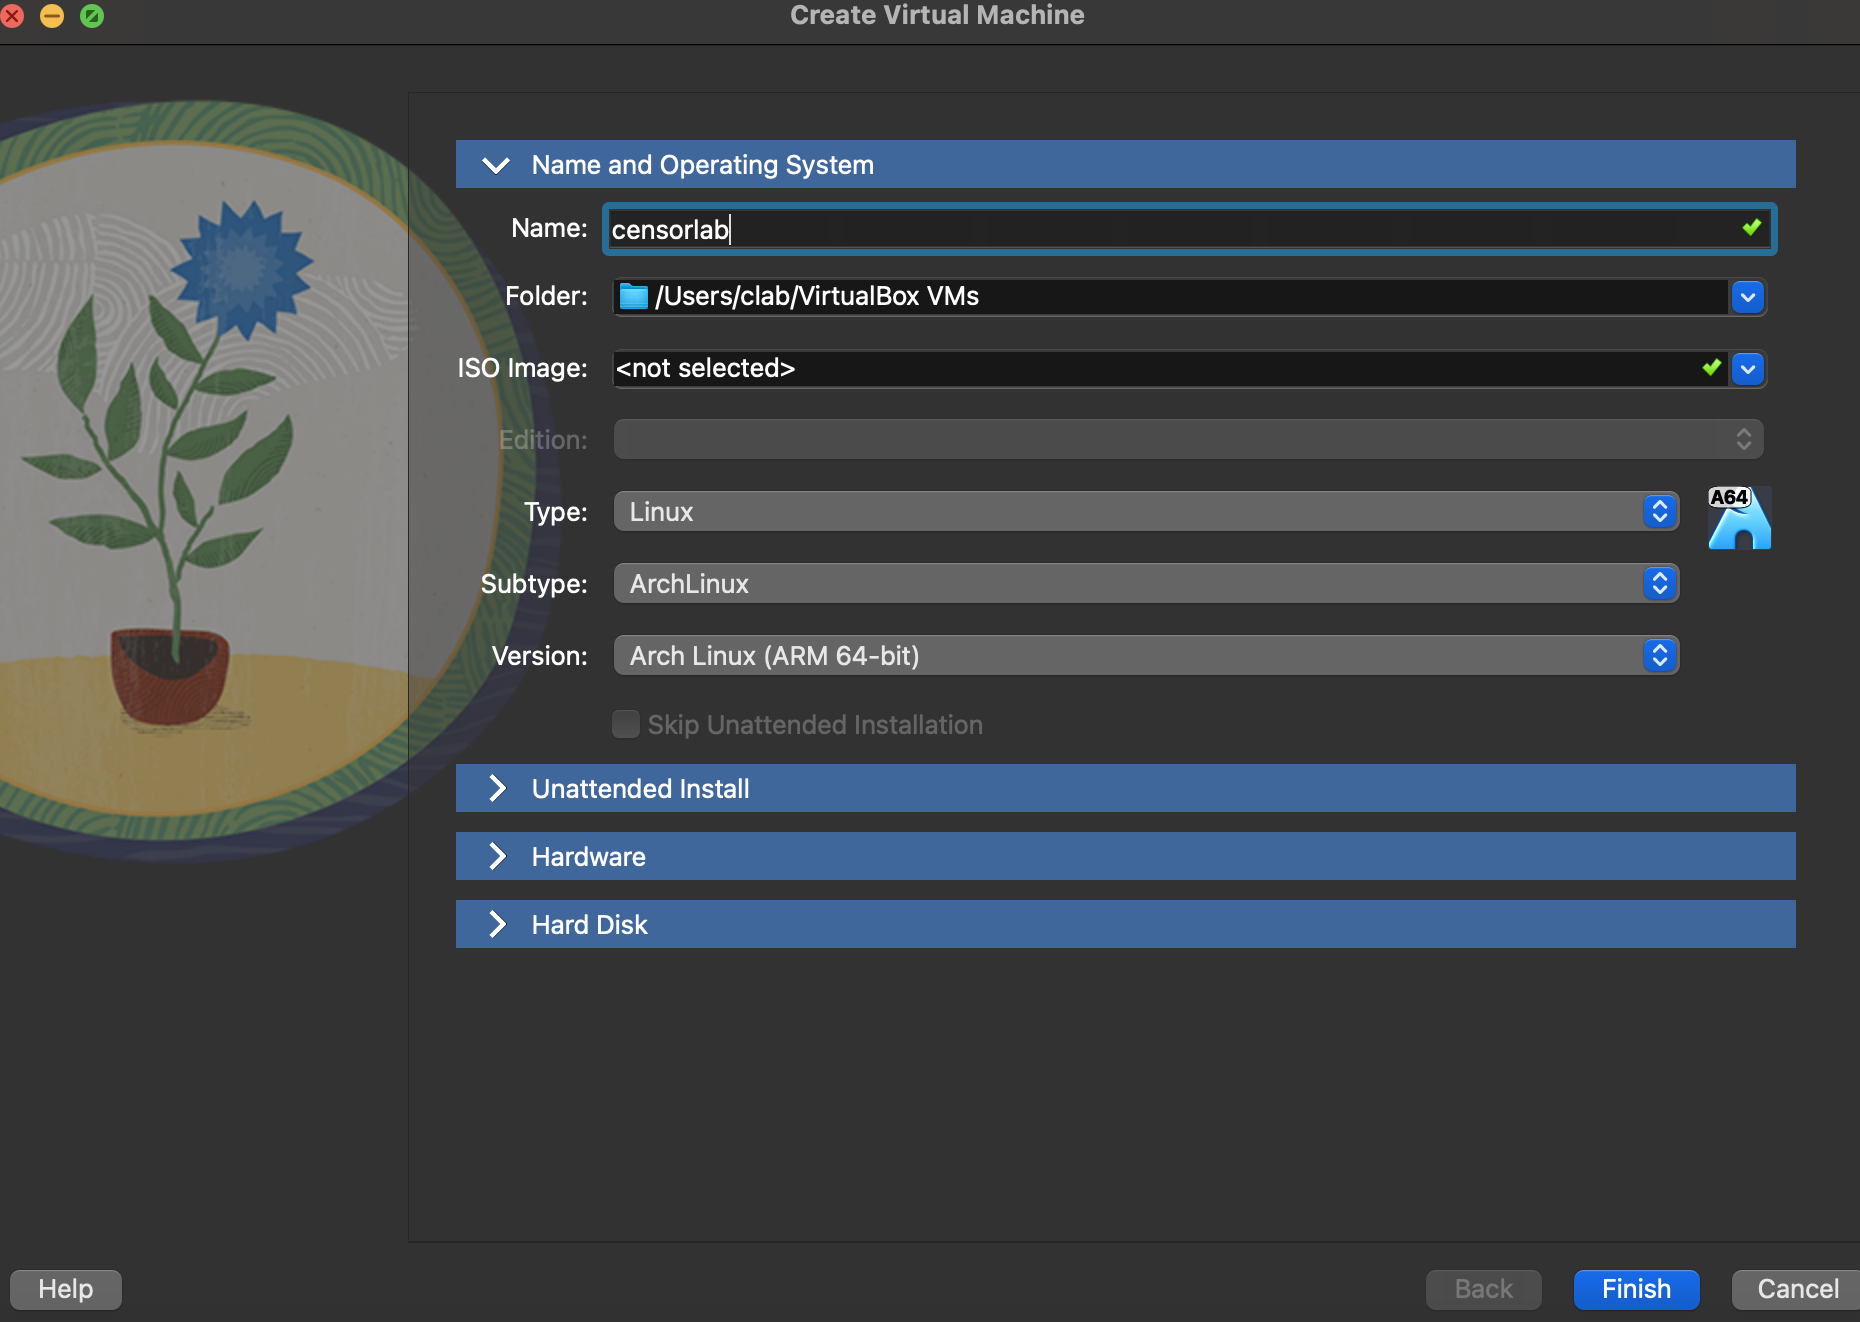 Create Virtual Machine
Name and Operating System
Name: censorlab
Folder: /Users/clab/VirtualBox VMs
ISO Image: <not selected>
Edition:
Type: Linux
A64
Subtype: ArchLinux
Version: Arch Linux (ARM 64-bit)
Skip Unattended Installation
Unattended Install
Hardware
Hard Disk
Help Back Finish Cancel